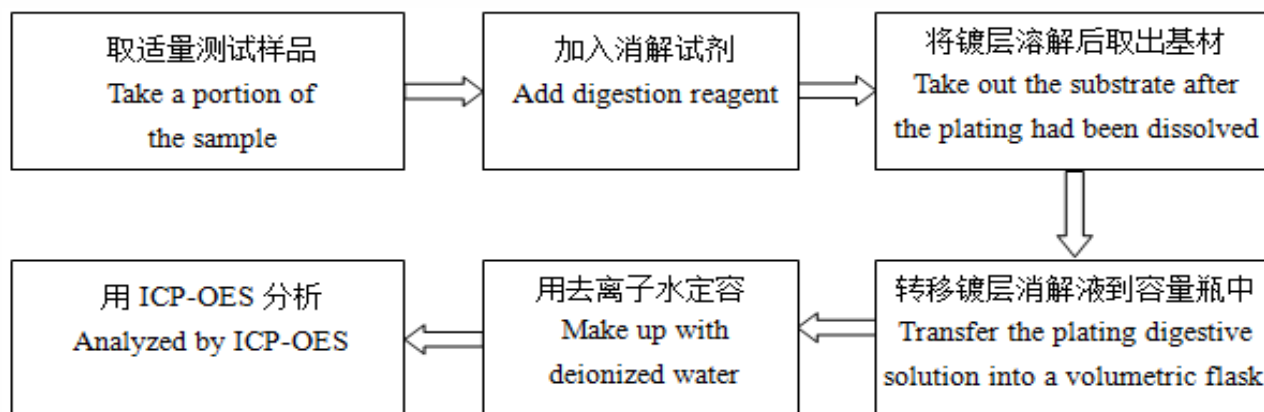 取适量测试样品
Take a portion of
the sample
加入消解试剂
Add digestion reagent
将镀层溶解后取出基材
Take out the substrate after
the plating had been dissolved
转移镀层消解液到容量瓶中
Transfer the plating digestive
solution into a volumetric flask
用去离子水定容
Make up with
deionized water
用 ICP-OES 分析
Analyzed by ICP-OES